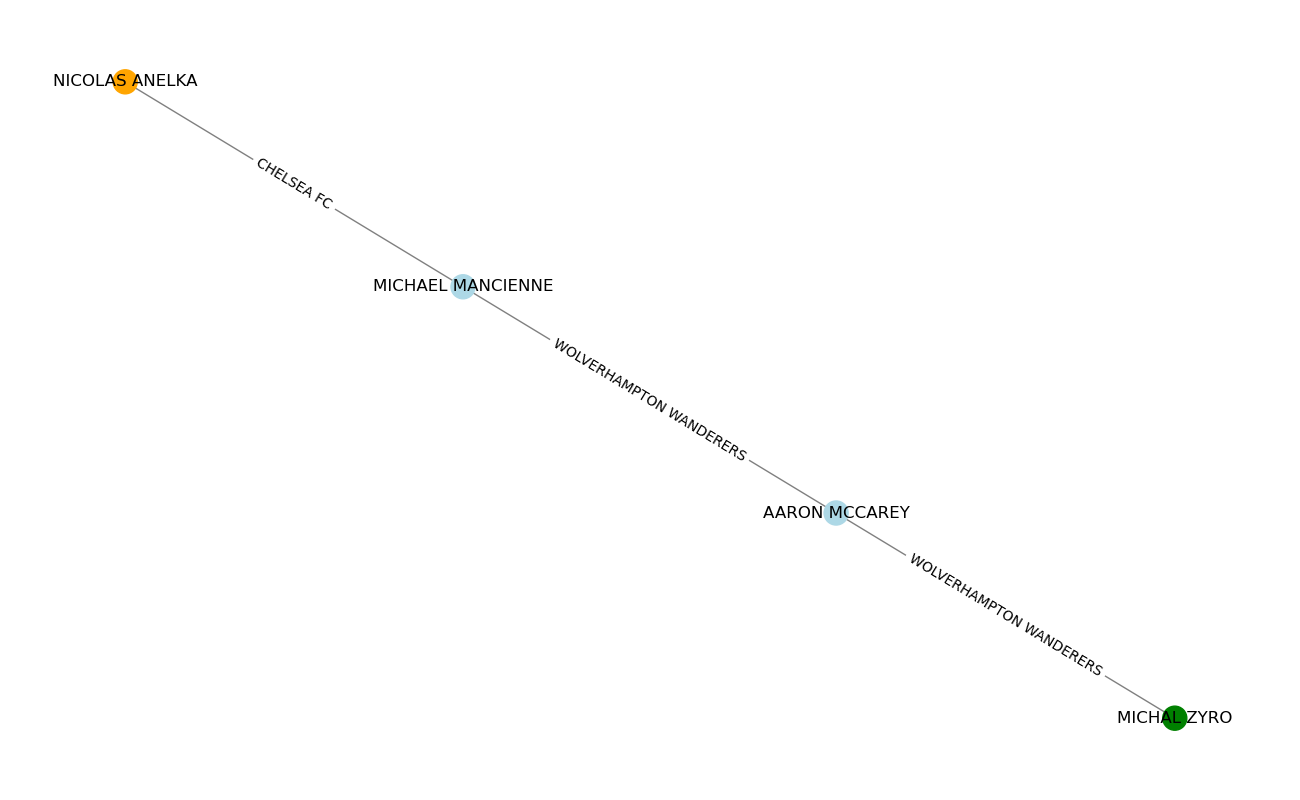 NICOLAS ANELKA
CHELSEA FC
MICHAEL MANCIENNE
WOLVERHAMPTON WANDERERS
AARON MCCAREY
WOLVERHAMPTON WANDERERS
MICHAL ZYRO